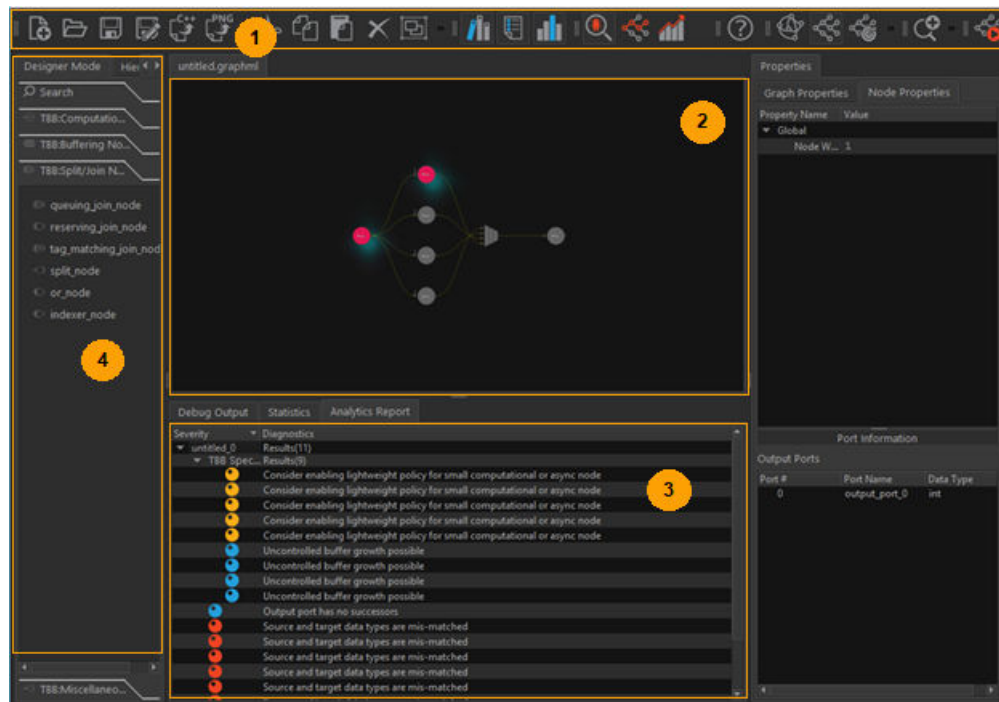 C++
PNG
1
Designer Mode Hier
untitled.graphml
Properties
Search
Graph Properties Node Properties
TBB:Computatio...
Property Name Value
Global
TBB:Buffering No...
Node W... 1
TBB:Split/Join N...
2
queuing_join_node
reserving_join_node
tag_matching_join_nod
split_node
or_node
indexer_node
4
Debug Output Statistics Analytics Report
Severity Diagnostics
untitled_0 Results(11)
TBB Spec... Results(9)
Consider enabling lightweight policy for small computational or async node
Consider enabling lightweight policy for small computational or async node
Consider enabling lightweight policy for small computational or async node
Consider enabling lightweight policy for small computational or async node
Consider enabling lightweight policy for small computational or async node
Uncontrolled buffer growth possible
Uncontrolled buffer growth possible
Uncontrolled buffer growth possible
Uncontrolled buffer growth possible
Output port has no successors
Source and target data types are mis-matched
Source and target data types are mis-matched
Source and target data types are mis-matched
Source and target data types are mis-matched
Source and target data types are mis-matched
3
Port Information
Output Ports
Port # Port Name Data Type
0 output_port_0 int
TBB:Miscellaneo...